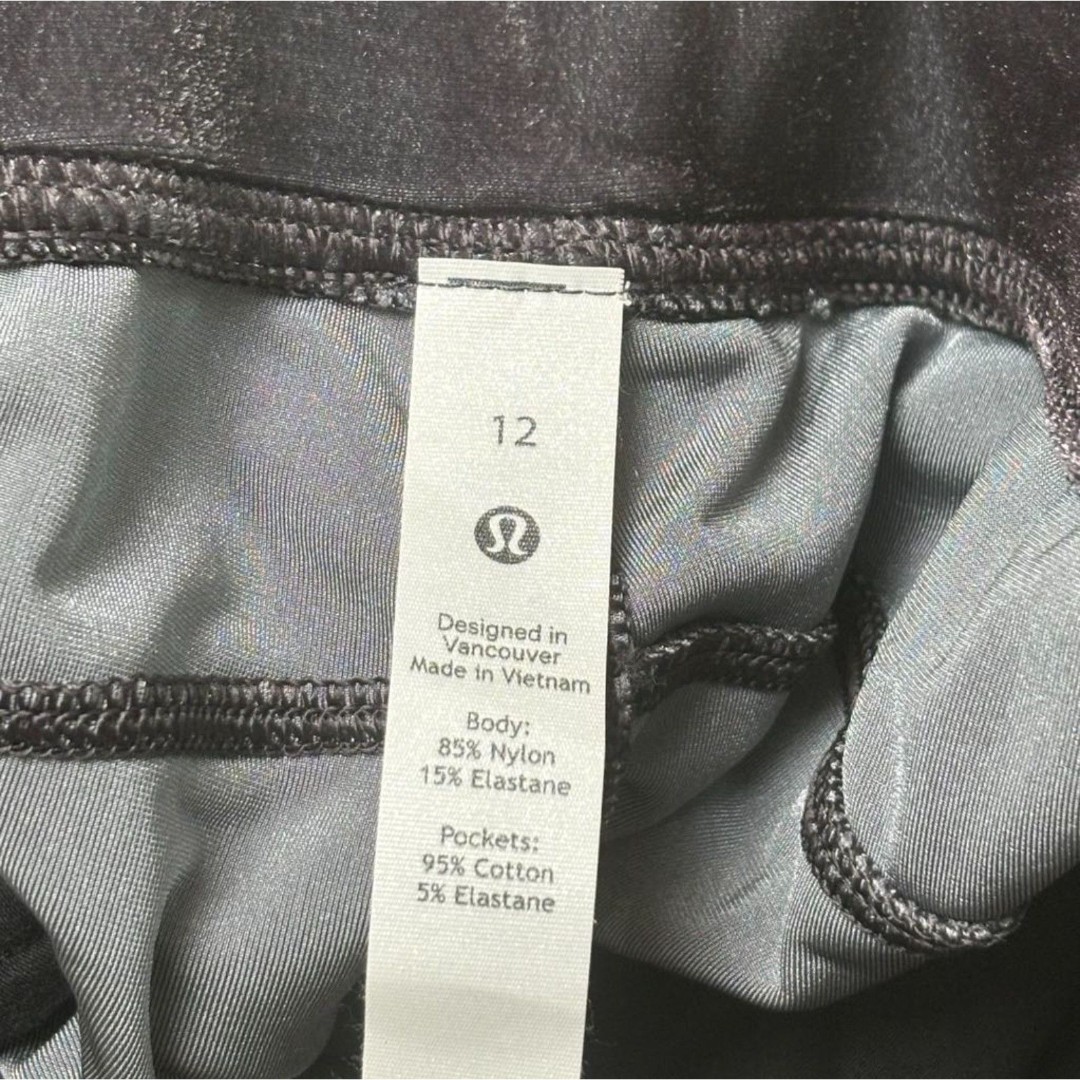 12
Designed in
Vancouver
Made in Vietnam
Body:
85% Nylon
15% Elastane
Pockets:
95% Cotton
5% Elastane